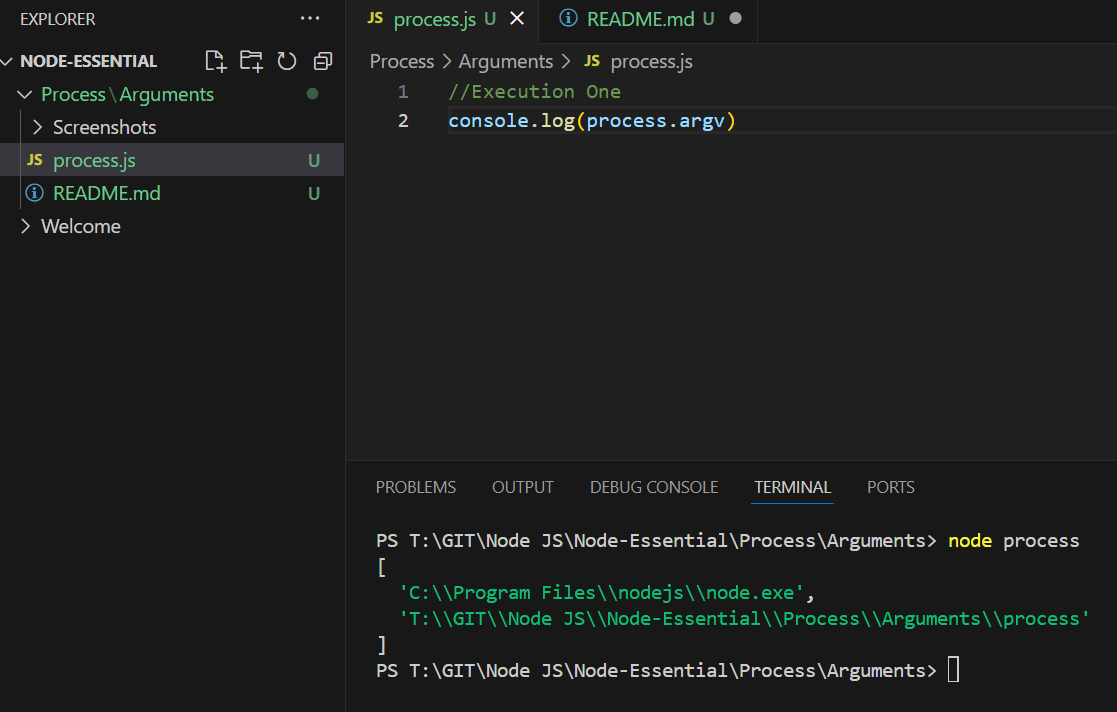 EXPLORER ···
NODE-ESSENTIAL
Process\Arguments
Screenshots
JS process.js U
README.md U
Welcome
JS process.js U
README.md U
Process > Arguments > JS process.js
1 //Execution One
2 console.log(process.argv)
PROBLEMS OUTPUT DEBUG CONSOLE TERMINAL PORTS
PS T:\GIT\Node JS\Node-Essential\Process\Arguments> node process
[
'C:\\Program Files\\nodejs\\node.exe',
'T:\\GIT\\Node JS\\Node-Essential\\Process\\Arguments\\process'
]
PS T:\GIT\Node JS\Node-Essential\Process\Arguments>